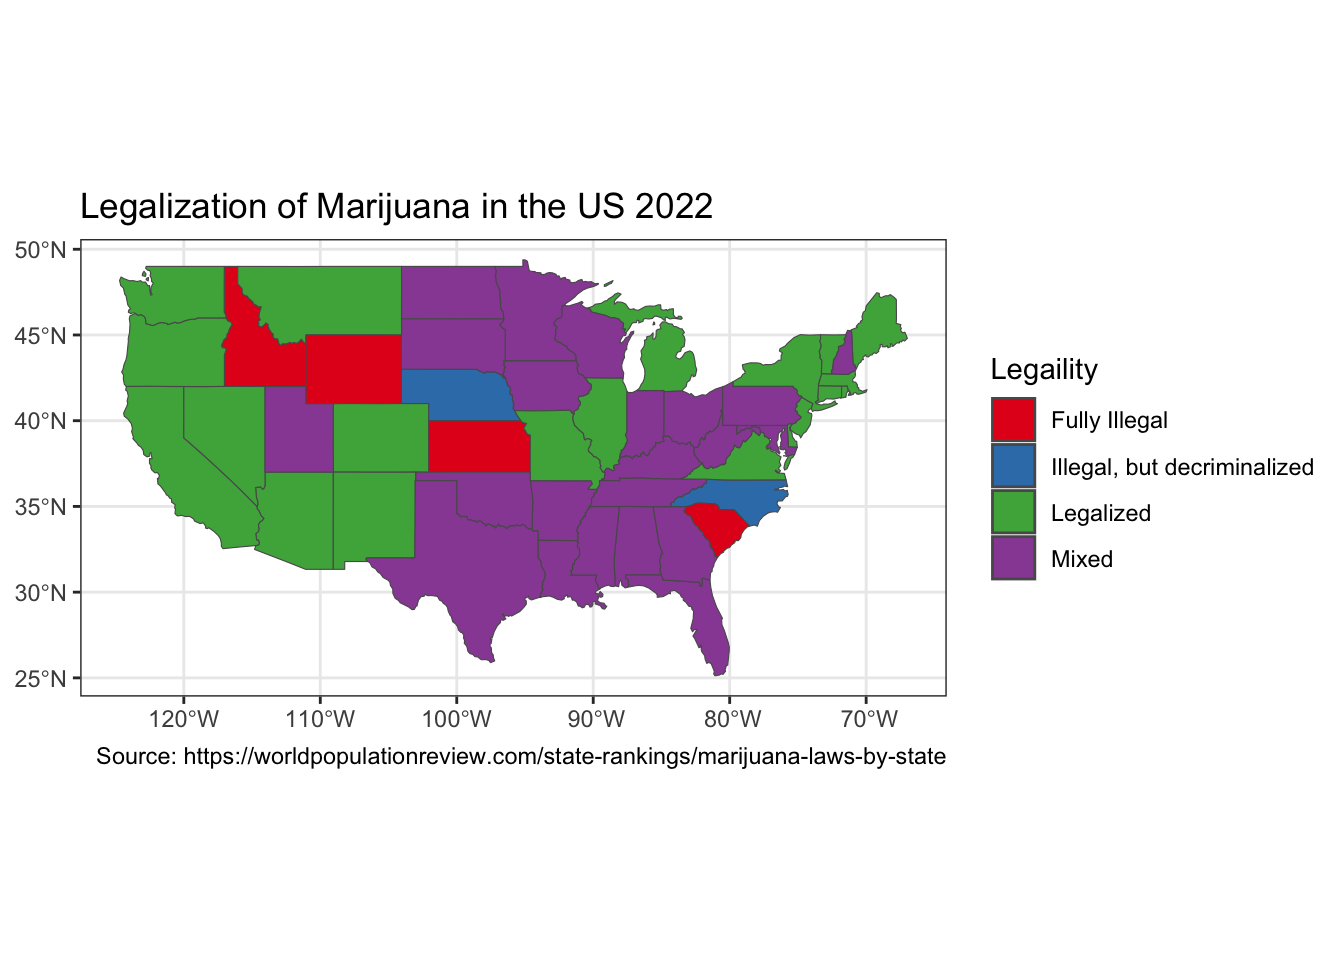 Legalization of Marijuana in the US 2022
50°N
45°N
40°N
35°N
30°N
25°N
120°W 110°W 100°W 90°W 80°W 70°W
Source: https://worldpopulationreview.com/state-rankings/marijuana-laws-by-state
Legaility
Fully Illegal
Illegal, but decriminalized
Legalized
Mixed